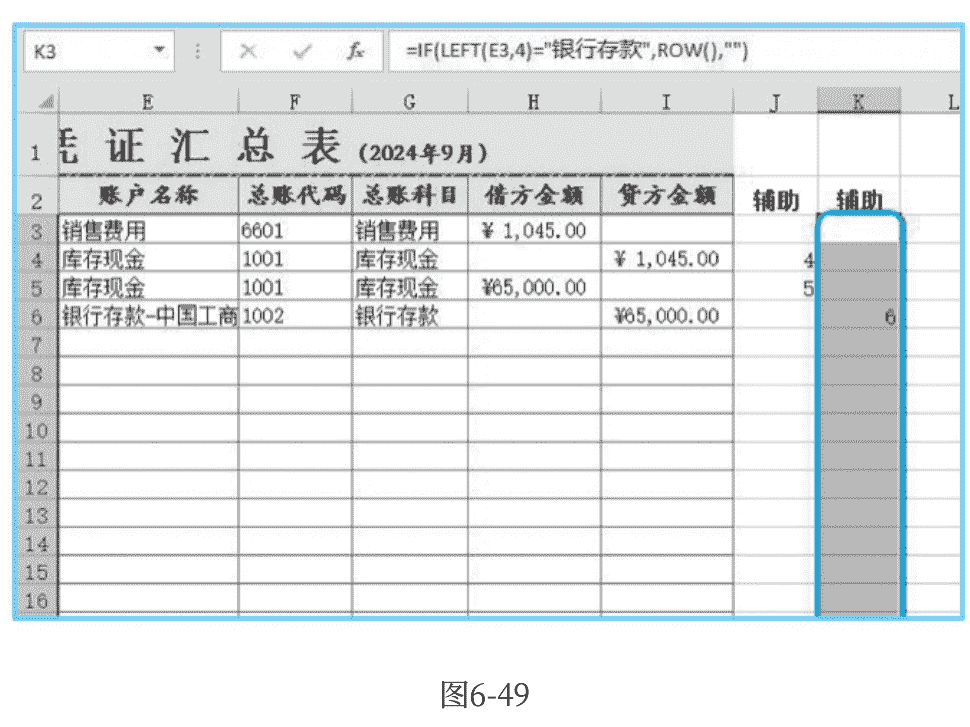 K3 fx =IF(LEFT(E3,4)="银行存款",ROW(),"")
E F G H I J K L
1 凭 证 汇 总 表 (2024年9月)
2 账户名称 总账代码 总账科目 借方金额 贷方金额 辅助 辅助
3 销售费用 6601 销售费用 ¥ 1,045.00
4 库存现金 1001 库存现金 ¥ 1,045.00 4
5 库存现金 1001 库存现金 ¥65,000.00 5
6 银行存款-中国工商 1002 银行存款 ¥65,000.00 6
7
8
9
10
11
12
13
14
15
16
图6-49